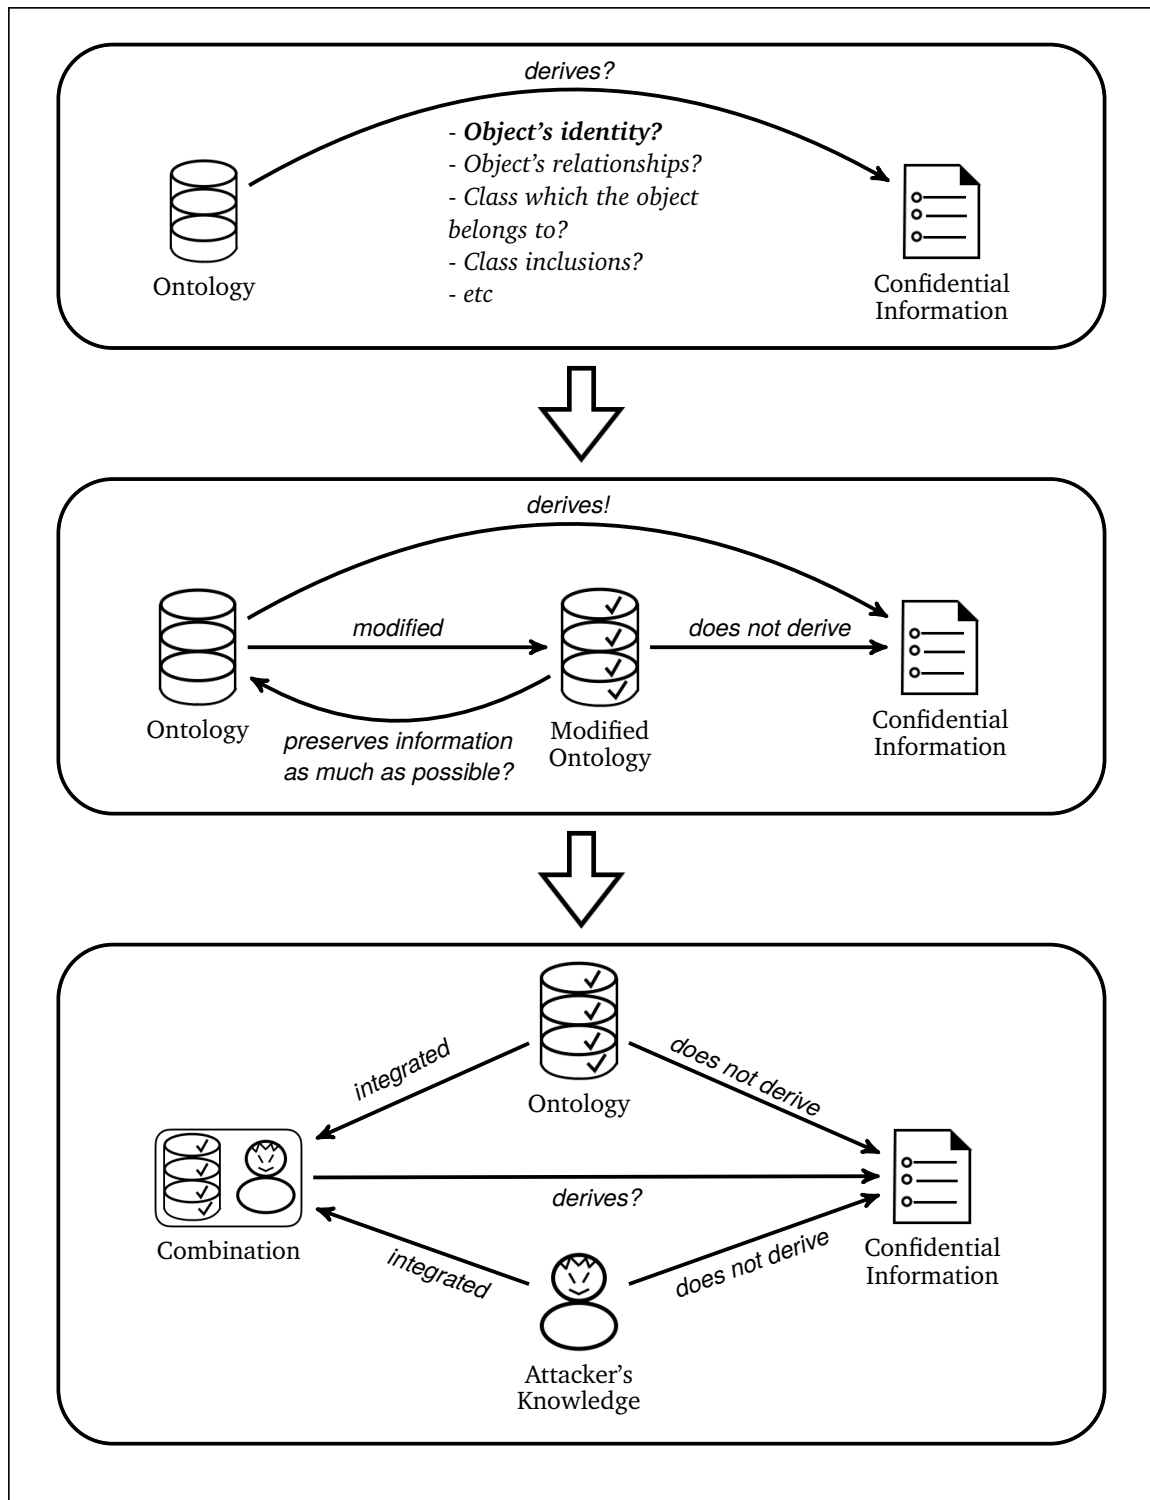 derives?
- Object's identity?
- Object's relationships?
- Class which the object
belongs to?
- Class inclusions?
- etc
Ontology
Confidential
Information
derives!
modified
does not derive
Ontology
preserves information
as much as possible?
Modified
Ontology
Confidential
Information
integrated
does not derive
Ontology
derives?
Combination
integrated
does not derive
Confidential
Information
Attacker's
Knowledge